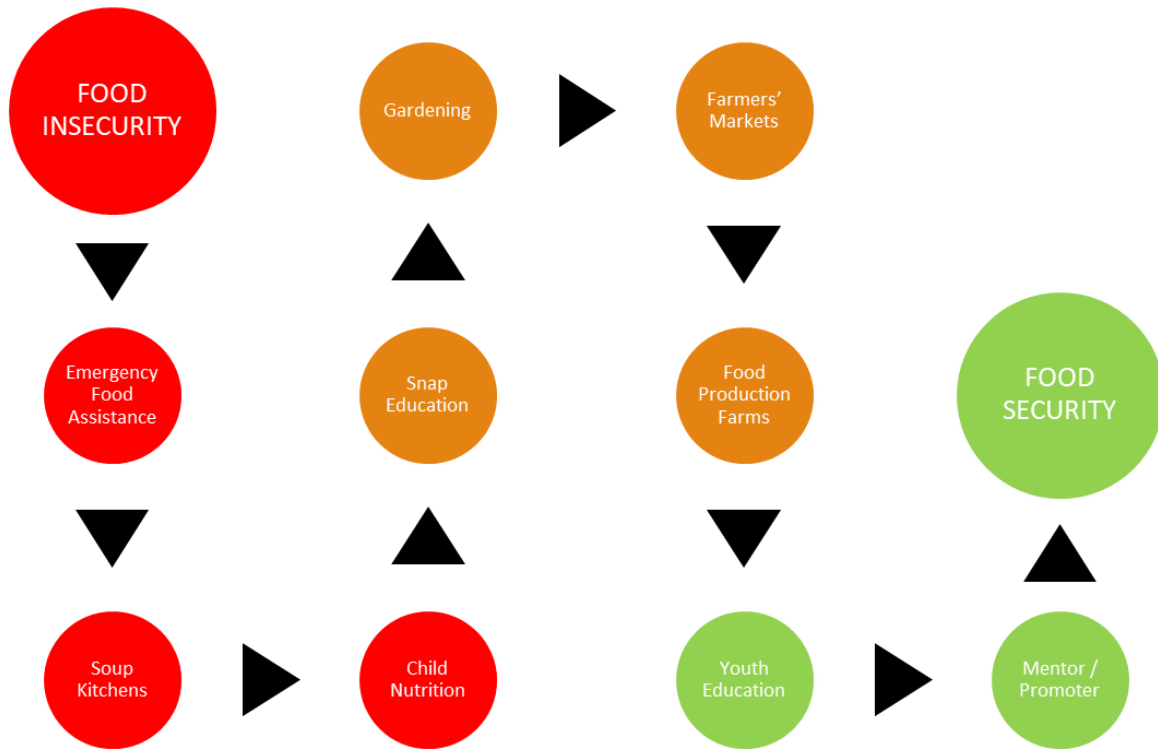 FOOD
INSECURITY
Emergency
Food
Assistance
Soup
Kitchens
Child
Nutrition
Snap
Education
Gardening
Farmers’
Markets
Food
Production
Farms
Youth
Education
Mentor /
Promoter
FOOD
SECURITY